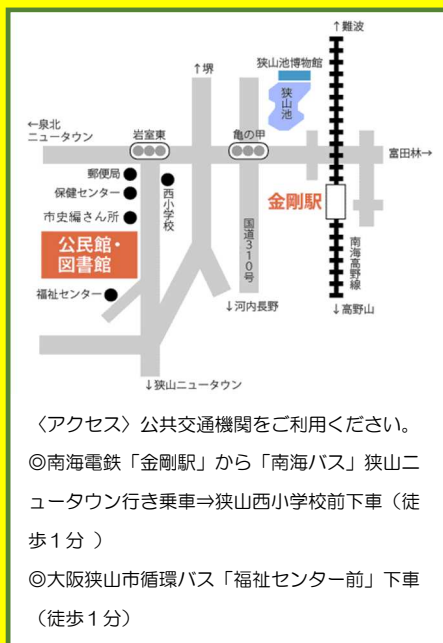 ↑難波
狭山池博物館
↑堺
狭山池
←泉北
ニュータウン
岩室東
亀の甲
富田林→
郵便局
保健センター
西小学校
市史編さん所
金剛駅
公民館・
図書館
国道310号
南海高野線
福祉センター
↓河内長野
↓高野山
↓狭山ニュータウン
〈アクセス〉公共交通機関をご利用ください。
◎南海電鉄「金剛駅」から「南海バス」狭山ニ
ュータウン行き乗車⇒狭山西小学校前下車（徒
歩１分 ）
◎大阪狭山市循環バス「福祉センター前」下車
（徒歩１分）